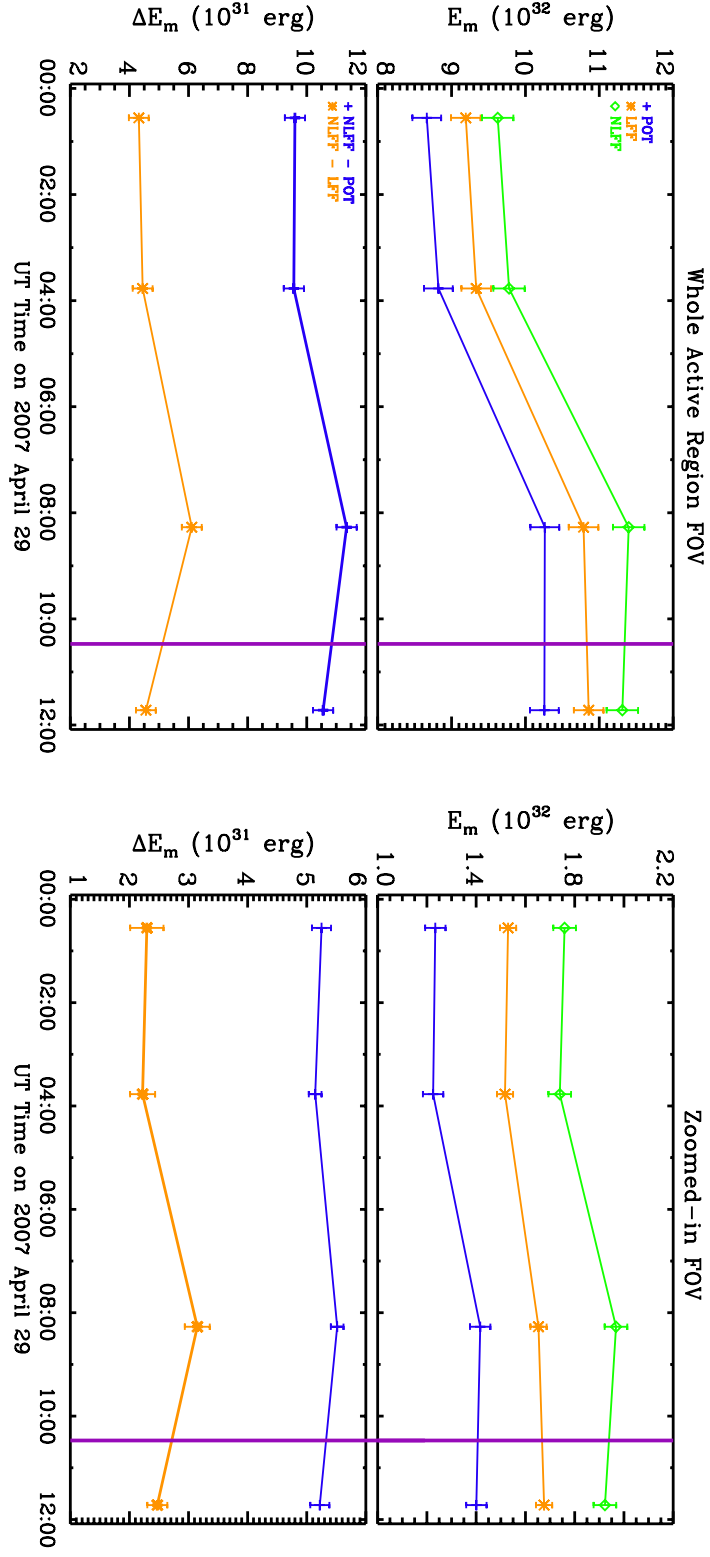 Whole Active Region FOV
E_m (10^32 erg)
12
11
10
9
8
+ POT
* LFF
◇ NLFF
ΔE_m (10^31 erg)
12
10
8
6
4
2
+ NLFF - POT
* NLFF - LFF
00:00 02:00 04:00 06:00 08:00 10:00 12:00
UT Time on 2007 April 29
Zoomed-in FOV
E_m (10^32 erg)
2.2
1.8
1.4
1.0
ΔE_m (10^31 erg)
6
5
4
3
2
1
00:00 02:00 04:00 06:00 08:00 10:00 12:00
UT Time on 2007 April 29